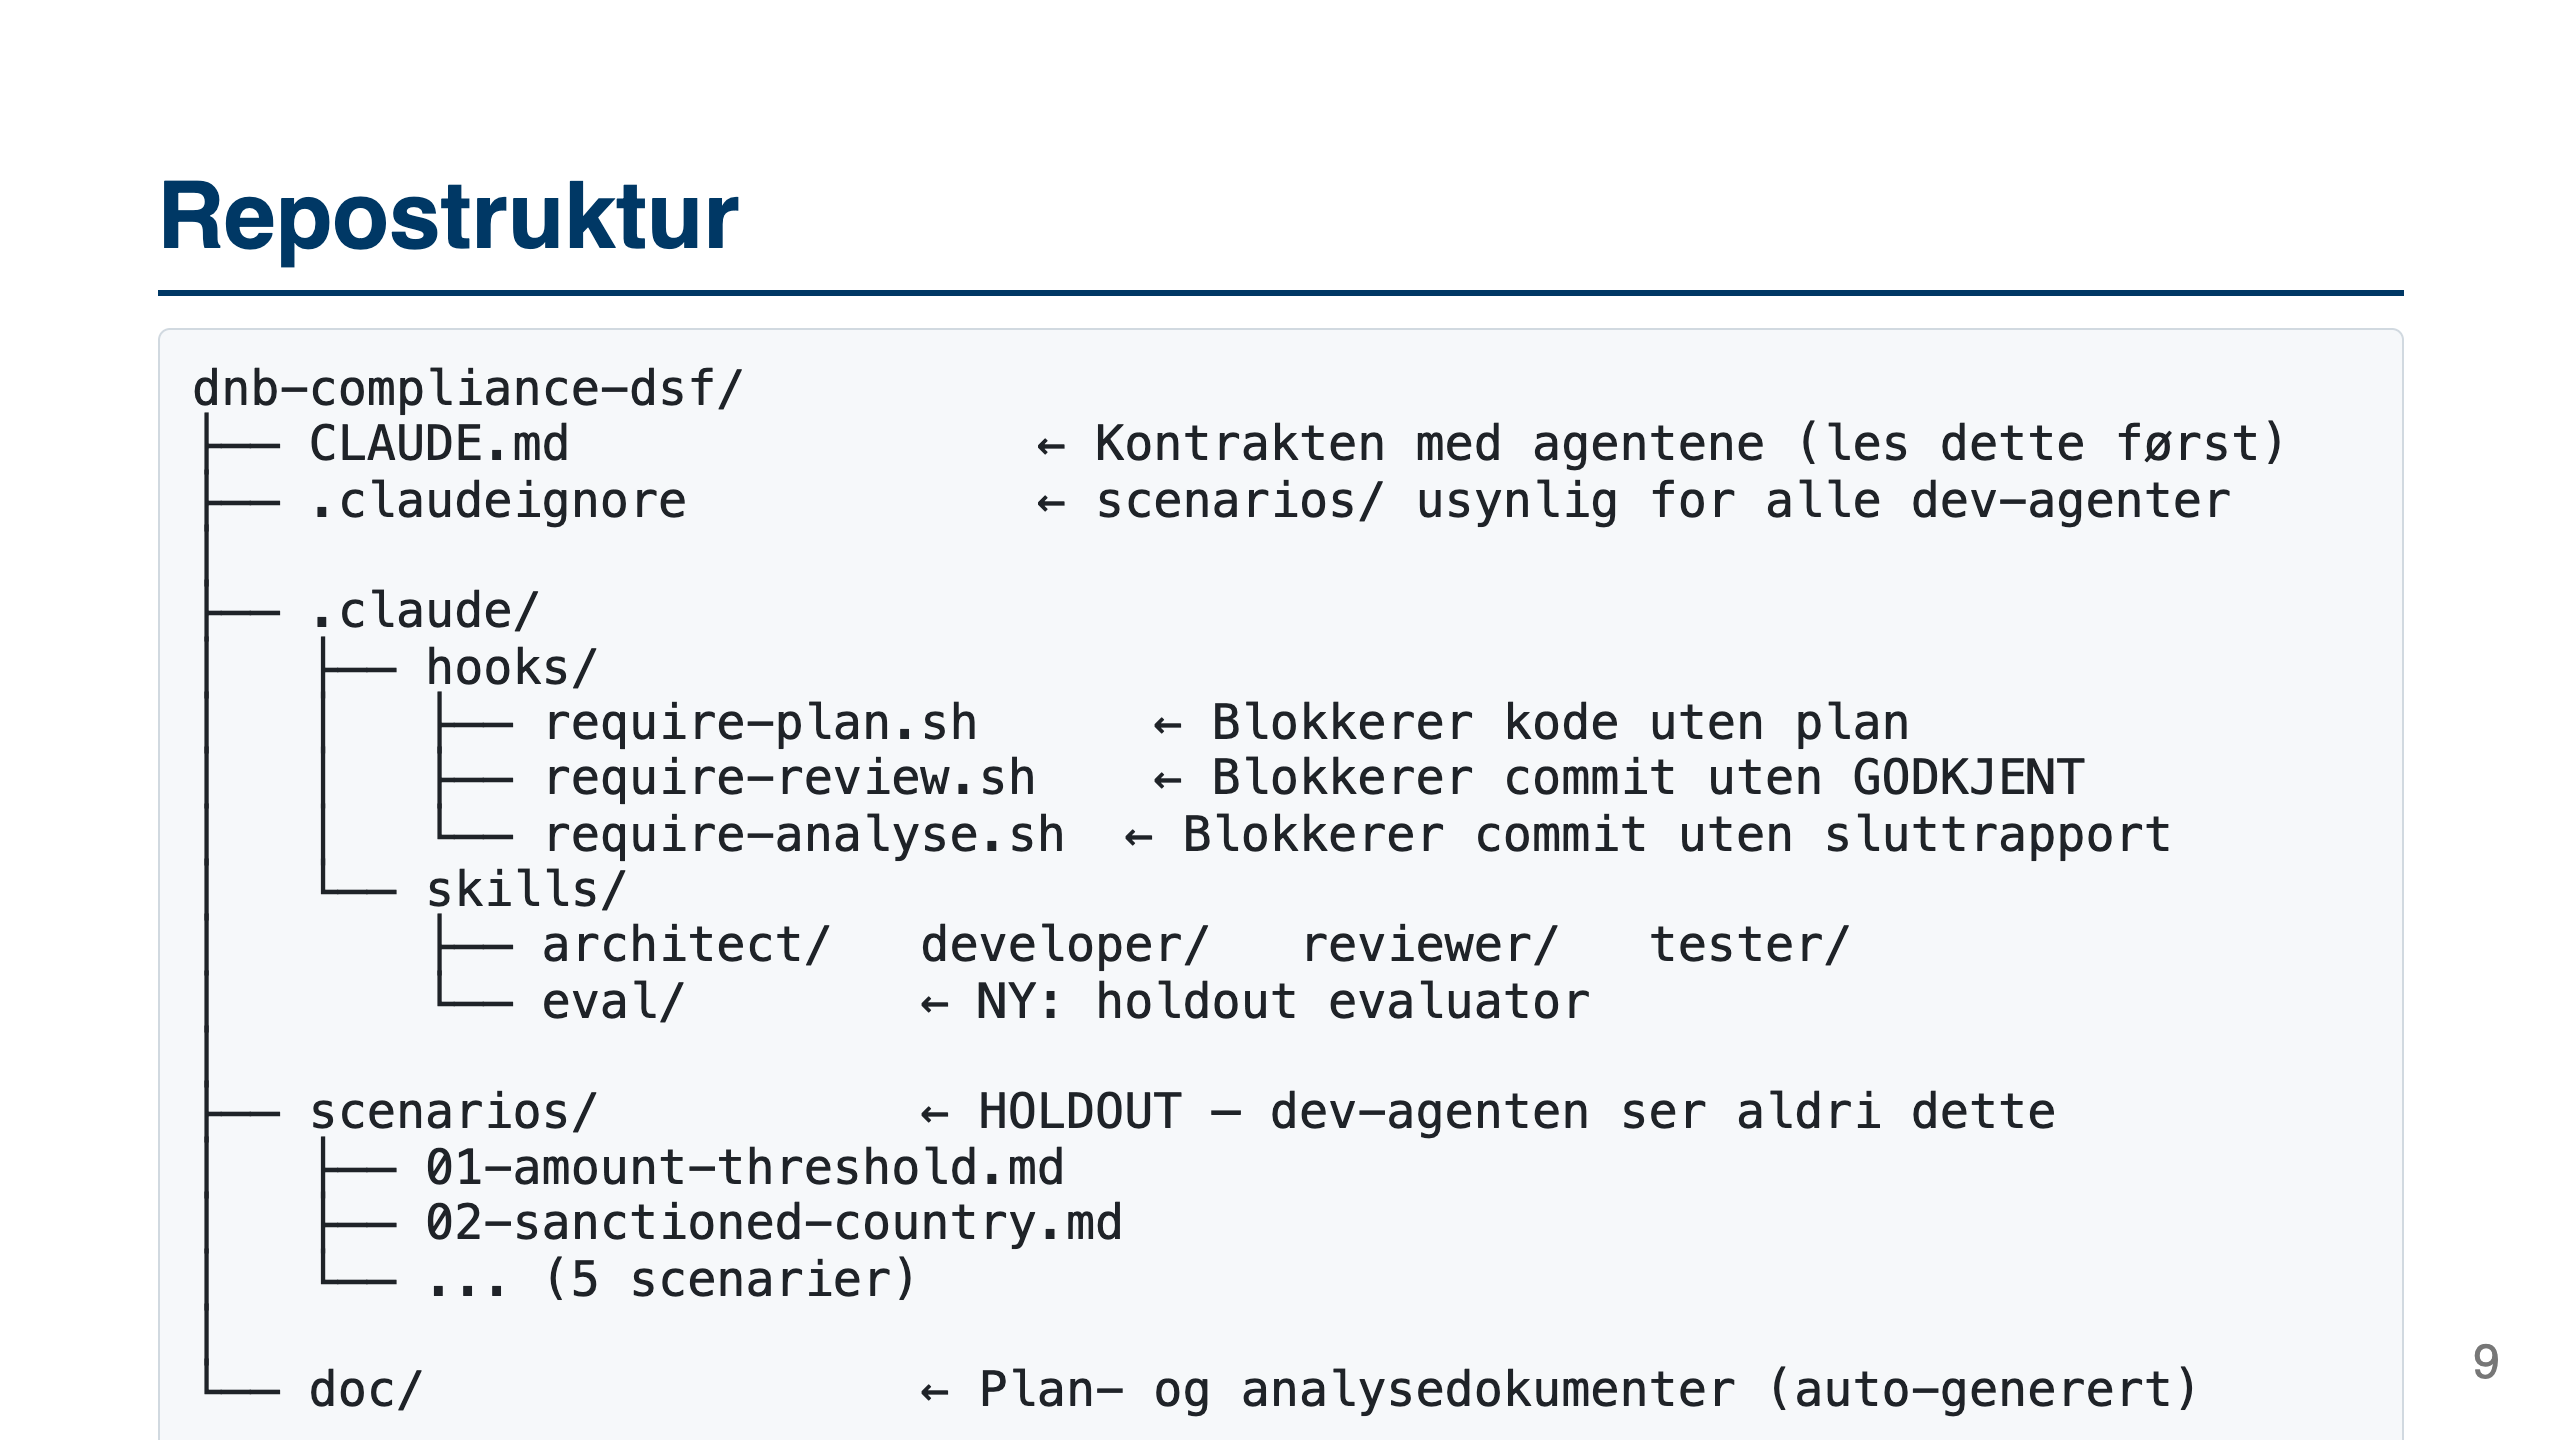 Repostruktur
dnb-compliance-dsf/
├── CLAUDE.md                ← Kontrakten med agentene (les dette først)
├── .claudeignore            ← scenarios/ usynlig for alle dev-agenter
│
├── .claude/
│   ├── hooks/
│   │   ├── require-plan.sh      ← Blokkerer kode uten plan
│   │   ├── require-review.sh    ← Blokkerer commit uten GODKJENT
│   │   └── require-analyse.sh  ← Blokkerer commit uten sluttrapport
│   └── skills/
│       ├── architect/   developer/   reviewer/   tester/
│       └── eval/        ← NY: holdout evaluator
│
├── scenarios/           ← HOLDOUT — dev-agenten ser aldri dette
│   ├── 01-amount-threshold.md
│   ├── 02-sanctioned-country.md
│   └── ... (5 scenarier)
│
└── doc/                 ← Plan- og analysedokumenter (auto-generert)
9